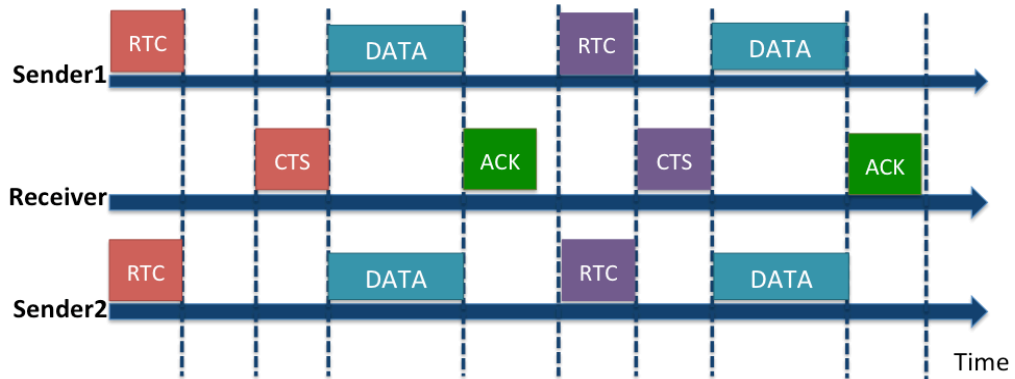 RTC DATA RTC DATA
Sender1
CTS ACK CTS ACK
Receiver
RTC DATA RTC DATA
Sender2
Time